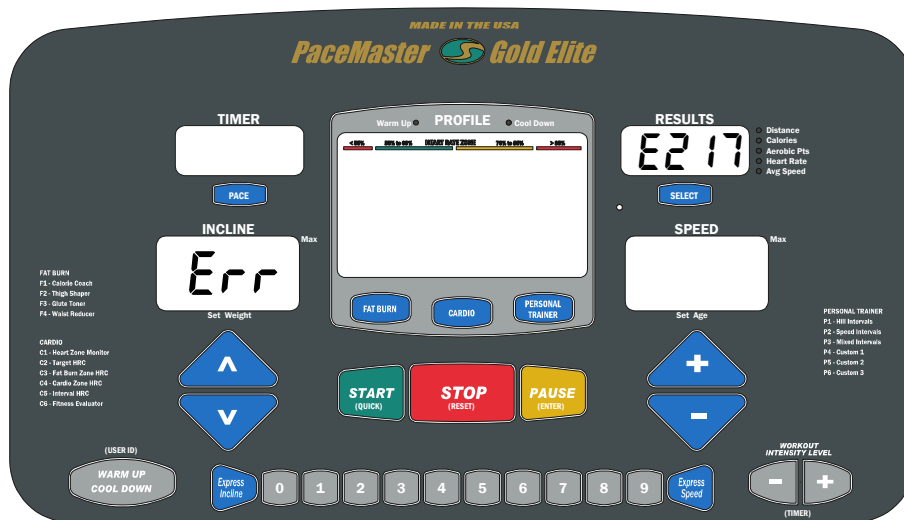 MADE IN THE USA
PaceMaster Gold Elite
TIMER
PACE
Warm Up PROFILE Cool Down
< 50% 50% to 60% HEART RATE ZONE 70% to 80% > 80%
RESULTS
E217
Distance
Calories
Aerobic Pts
Heart Rate
Avg Speed
SELECT
INCLINE
Max
Err
Set Weight
SPEED
Max
Set Age
FAT BURN
CARDIO
PERSONAL
TRAINER
FAT BURN
F1 - Calorie Coach
F2 - Thigh Shaper
F3 - Glute Toner
F4 - Waist Reducer
CARDIO
C1 - Heart Zone Monitor
C2 - Target HRC
C3 - Fat Burn Zone HRC
C4 - Cardio Zone HRC
C5 - Interval HRC
C6 - Fitness Evaluator
PERSONAL TRAINER
P1 - Hill Intervals
P2 - Speed Intervals
P3 - Mixed Intervals
P4 - Custom 1
P5 - Custom 2
P6 - Custom 3
^
v
+
-
START
(QUICK)
STOP
(RESET)
PAUSE
(ENTER)
(USER ID)
WARM UP
COOL DOWN
Express
Incline
0 1 2 3 4 5 6 7 8 9
Express
Speed
WORKOUT
INTENSITY LEVEL
- +
(TIMER)